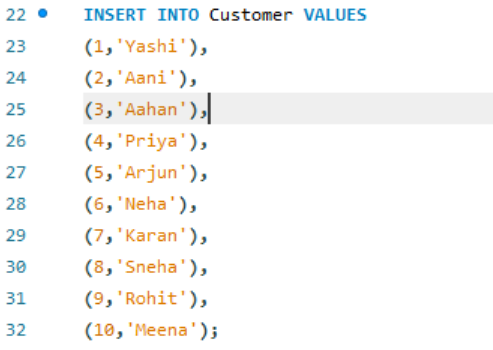 22 INSERT INTO Customer VALUES
23 (1,'Yashi'),
24 (2,'Aani'),
25 (3,'Aahan'),
26 (4,'Priya'),
27 (5,'Arjun'),
28 (6,'Neha'),
29 (7,'Karan'),
30 (8,'Sneha'),
31 (9,'Rohit'),
32 (10,'Meena');